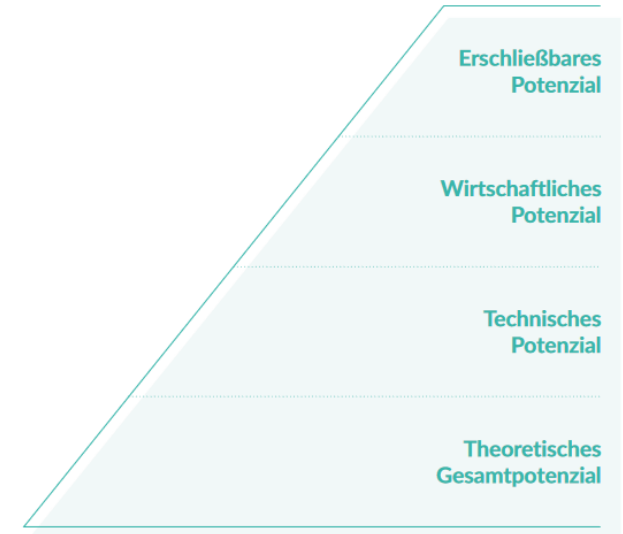 Erschließbares
Potenzial
Wirtschaftliches
Potenzial
Technisches
Potenzial
Theoretisches
Gesamtpotenzial